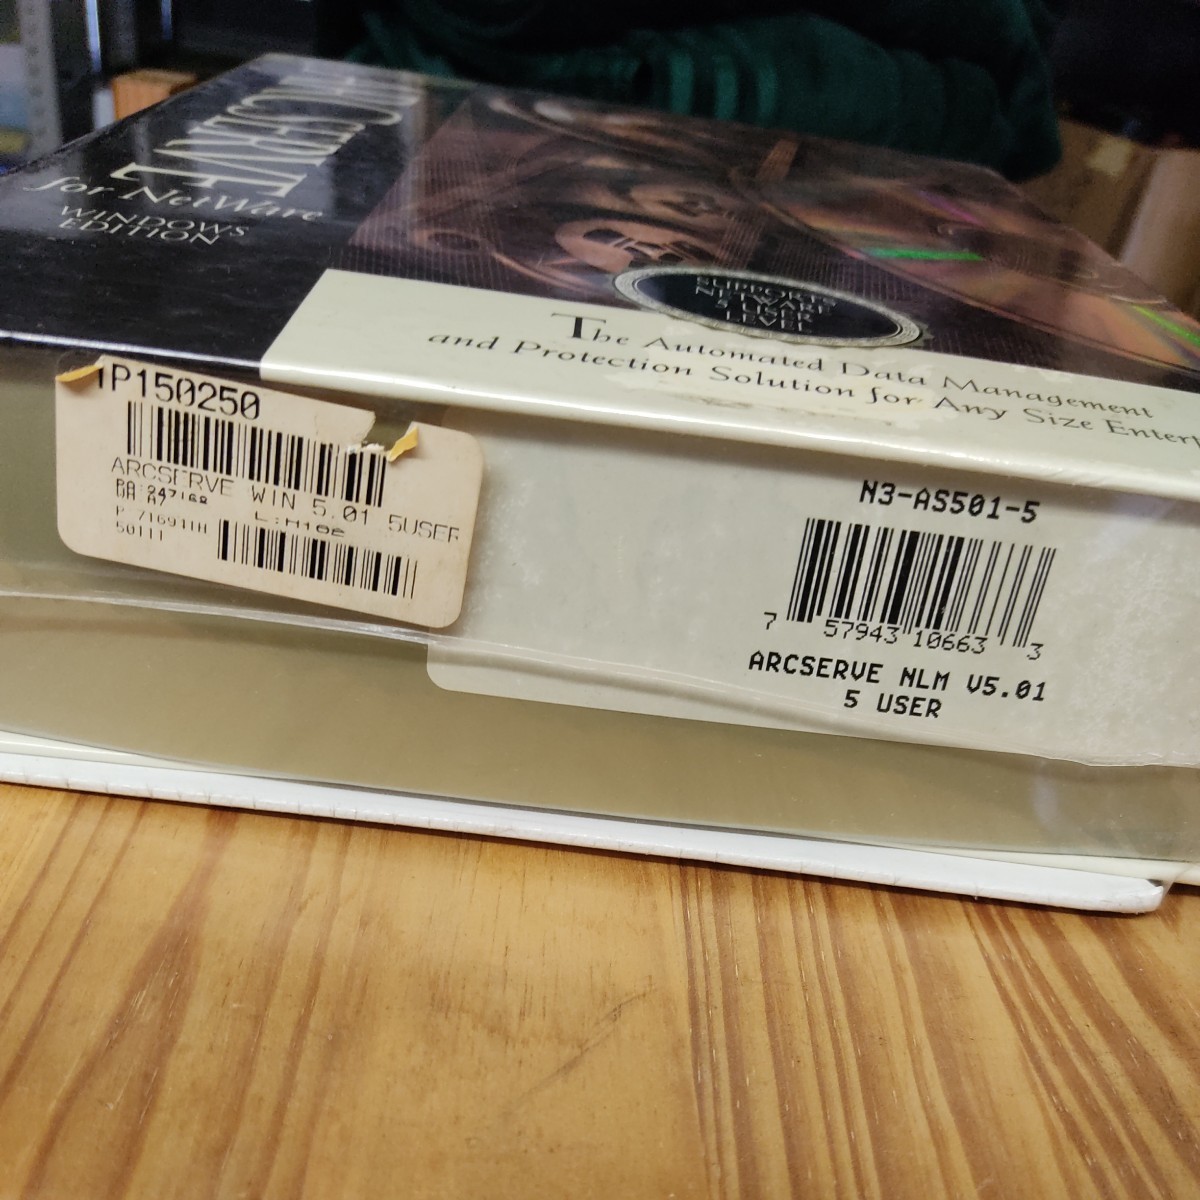 ARCSERVE
for NetWare
WINDOWS
EDITION
SUPPORTS
NETWARE
5 USER
LEVEL
The Automated Data Management
and Protection Solution for Any Size
1P150250
ARCSERVE WIN 5.01 5USER
50111
N3-AS501-5
7 57943 10663 3
ARCSERVE NLM V5.01
5 USER